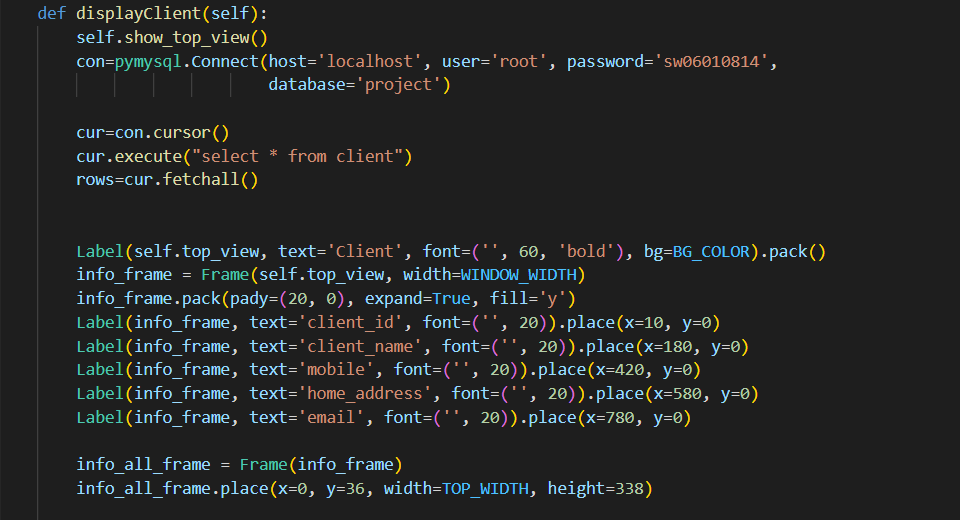 def displayClient(self):
self.show_top_view()
con=pymysql.Connect(host='localhost', user='root', password='sw06010814',
database='project')
cur=con.cursor()
cur.execute("select * from client")
rows=cur.fetchall()
Label(self.top_view, text='Client', font=('', 60, 'bold'), bg=BG_COLOR).pack()
info_frame = Frame(self.top_view, width=WINDOW_WIDTH)
info_frame.pack(pady=(20, 0), expand=True, fill='y')
Label(info_frame, text='client_id', font=('', 20)).place(x=10, y=0)
Label(info_frame, text='client_name', font=('', 20)).place(x=180, y=0)
Label(info_frame, text='mobile', font=('', 20)).place(x=420, y=0)
Label(info_frame, text='home_address', font=('', 20)).place(x=580, y=0)
Label(info_frame, text='email', font=('', 20)).place(x=780, y=0)
info_all_frame = Frame(info_frame)
info_all_frame.place(x=0, y=36, width=TOP_WIDTH, height=338)